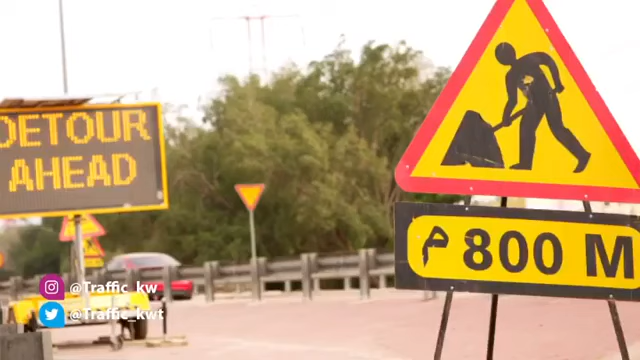 DETOUR
AHEAD
م 800 M
@Traffic_kw
@Traffic_kwt